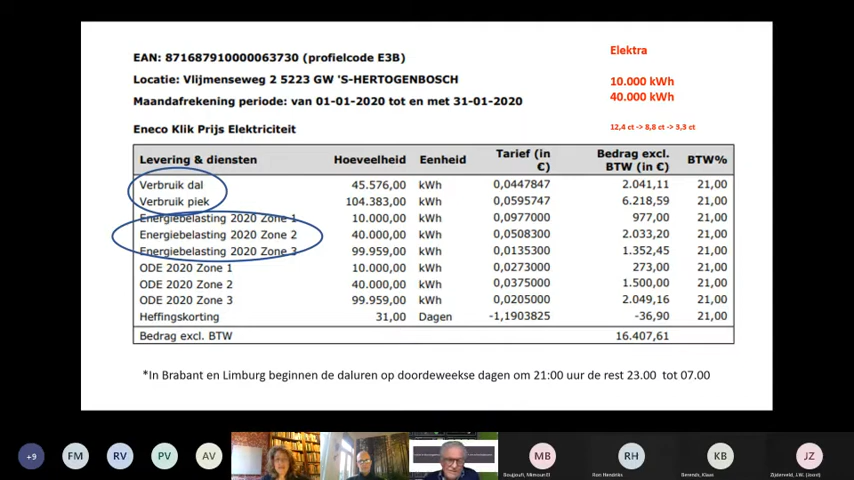 EAN: 871687910000063730 (profielcode E3B)
Locatie: Vlijmenseweg 2 5223 GW 'S-HERTOGENBOSCH
Maandafrekening periode: van 01-01-2020 tot en met 31-01-2020
Eneco Klik Prijs Elektriciteit
Elektra
10.000 kWh
40.000 kWh
12,4 ct -> 8,8 ct -> 3,3 ct
Levering & diensten Hoeveelheid Eenheid Tarief (in €) Bedrag excl. BTW (in €) BTW%
Verbruik dal 45.576,00 kWh 0,0447847 2.041,11 21,00
Verbruik piek 104.383,00 kWh 0,0595747 6.218,59 21,00
Energiebelasting 2020 Zone 1 10.000,00 kWh 0,0977000 977,00 21,00
Energiebelasting 2020 Zone 2 40.000,00 kWh 0,0508300 2.033,20 21,00
Energiebelasting 2020 Zone 3 99.959,00 kWh 0,0135300 1.352,45 21,00
ODE 2020 Zone 1 10.000,00 kWh 0,0273000 273,00 21,00
ODE 2020 Zone 2 40.000,00 kWh 0,0375000 1.500,00 21,00
ODE 2020 Zone 3 99.959,00 kWh 0,0205000 2.049,16 21,00
Heffingskorting 31,00 Dagen -1,1903825 -36,90 21,00
Bedrag excl. BTW 16.407,61
*In Brabant en Limburg beginnen de daluren op doordeweekse dagen om 21:00 uur de rest 23.00 tot 07.00
+9 FM RV PV AV MB RH KB JZ
Ron Hendriks Berends, Klaas Zijderveld, J.W. (Joost)